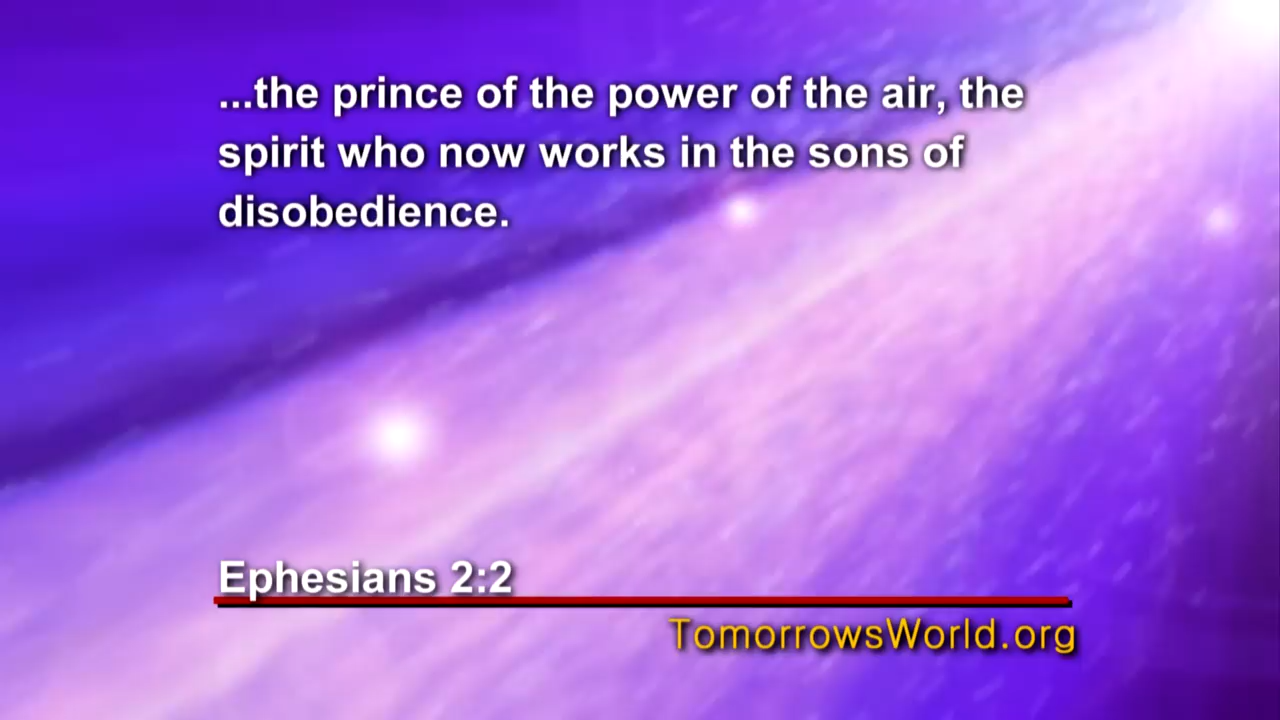 ...the prince of the power of the air, the
spirit who now works in the sons of
disobedience.
Ephesians 2:2
TomorrowsWorld.org